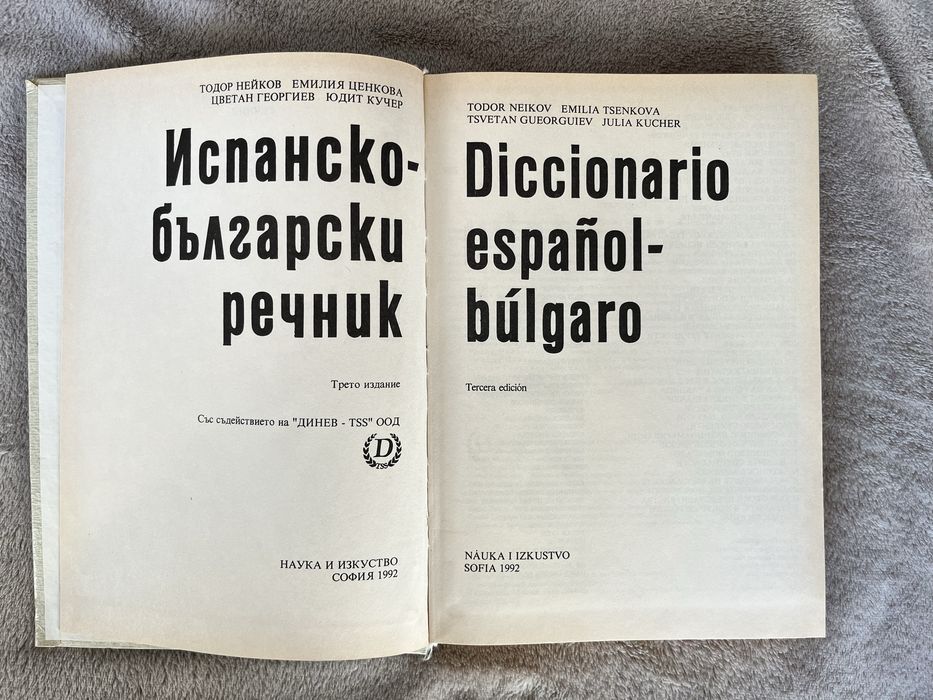 ТОДОР НЕЙКОВ ЕМИЛИЯ ЦЕНКОВА
ЦВЕТАН ГЕОРГИЕВ ЮДИТ КУЧЕР
Испанско-
български
речник
Трето издание
Със съдействието на "ДИНЕВ - TSS" ООД
D
TSS
НАУКА И ИЗКУСТВО
СОФИЯ 1992
TODOR NEIKOV EMILIA TSENKOVA
TSVETAN GUEORGUIEV JULIA KUCHER
Diccionario
español-
búlgaro
Tercera edición
NAUKA I IZKUSTVO
SOFIA 1992